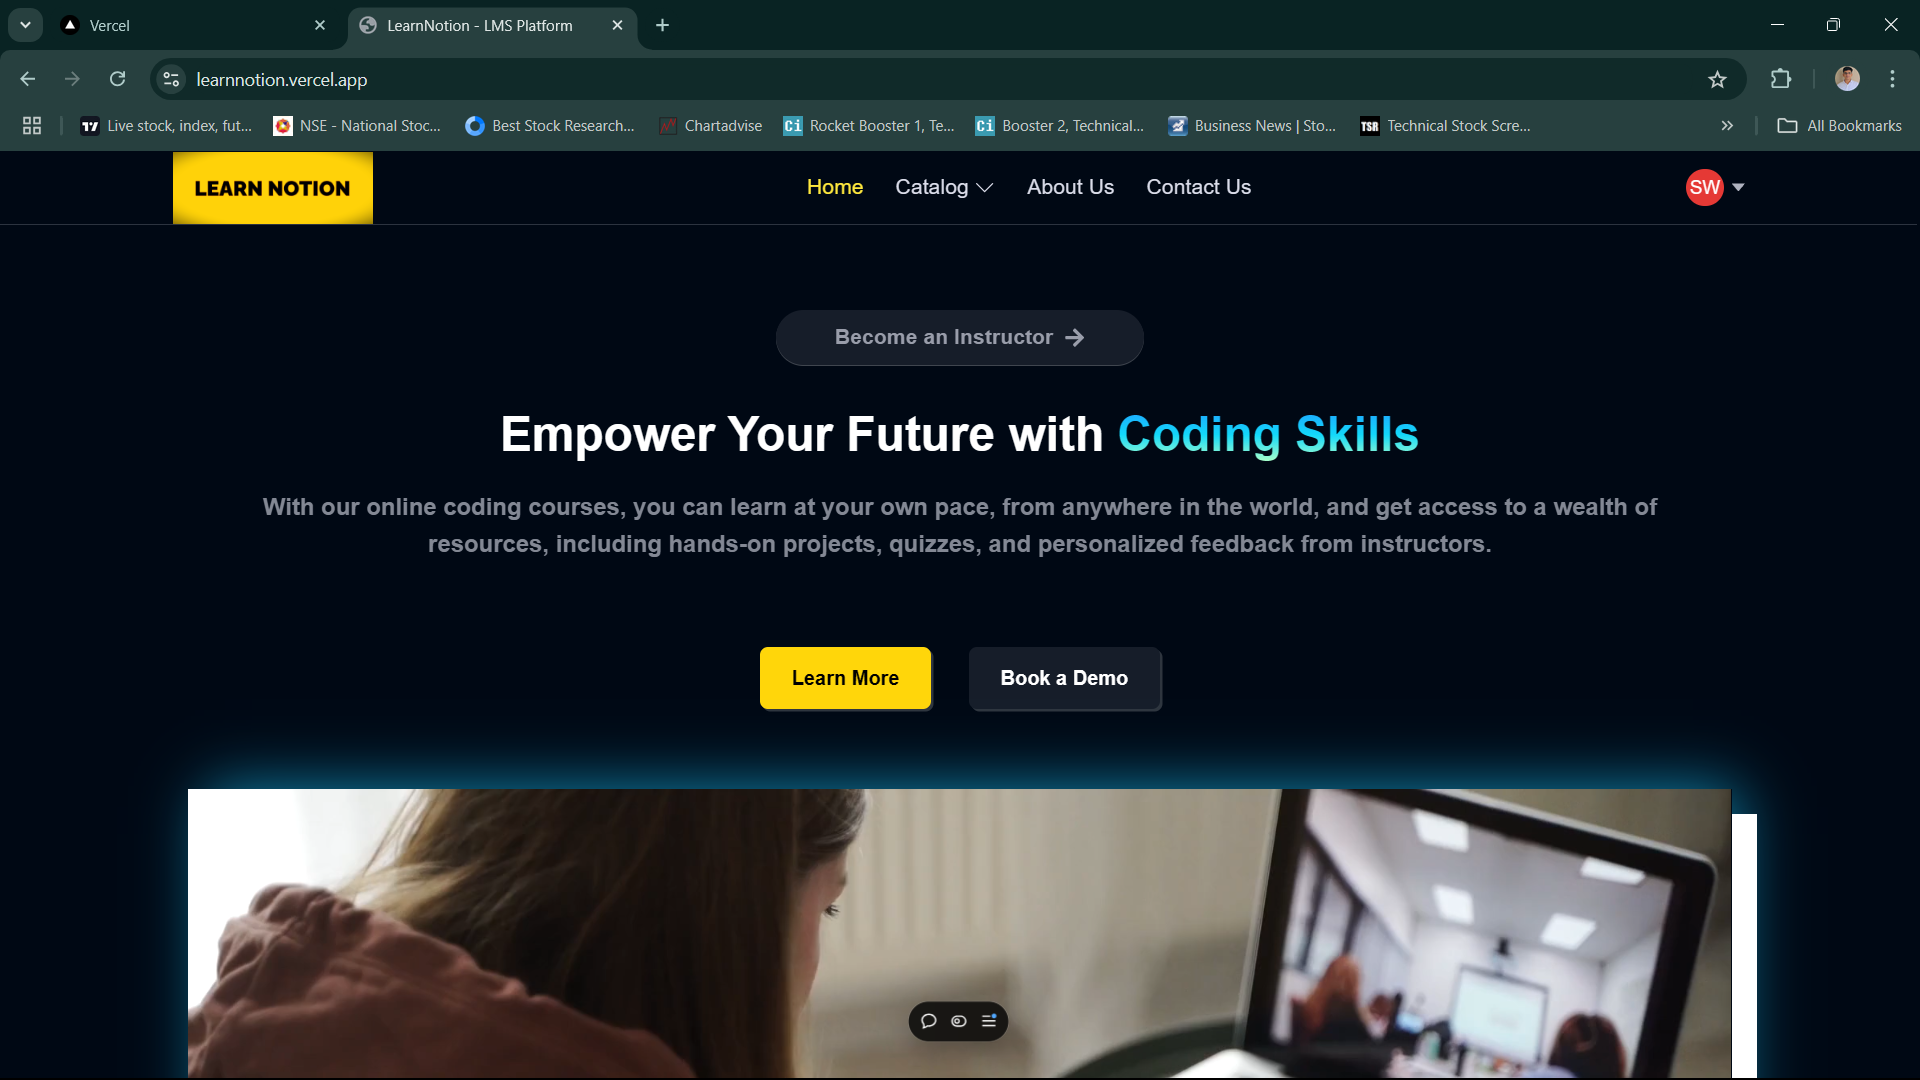 Vercel
LearnNotion - LMS Platform
learnnotion.vercel.app
Live stock, index, fut...
NSE - National Stoc...
Best Stock Research...
Chartadvise
Ci Rocket Booster 1, Te...
Ci Booster 2, Technical...
Business News | Sto...
TSR Technical Stock Scre...
All Bookmarks
LEARN NOTION
Home
Catalog
About Us
Contact Us
SW
Become an Instructor
Empower Your Future with Coding Skills
With our online coding courses, you can learn at your own pace, from anywhere in the world, and get access to a wealth of
resources, including hands-on projects, quizzes, and personalized feedback from instructors.
Learn More
Book a Demo